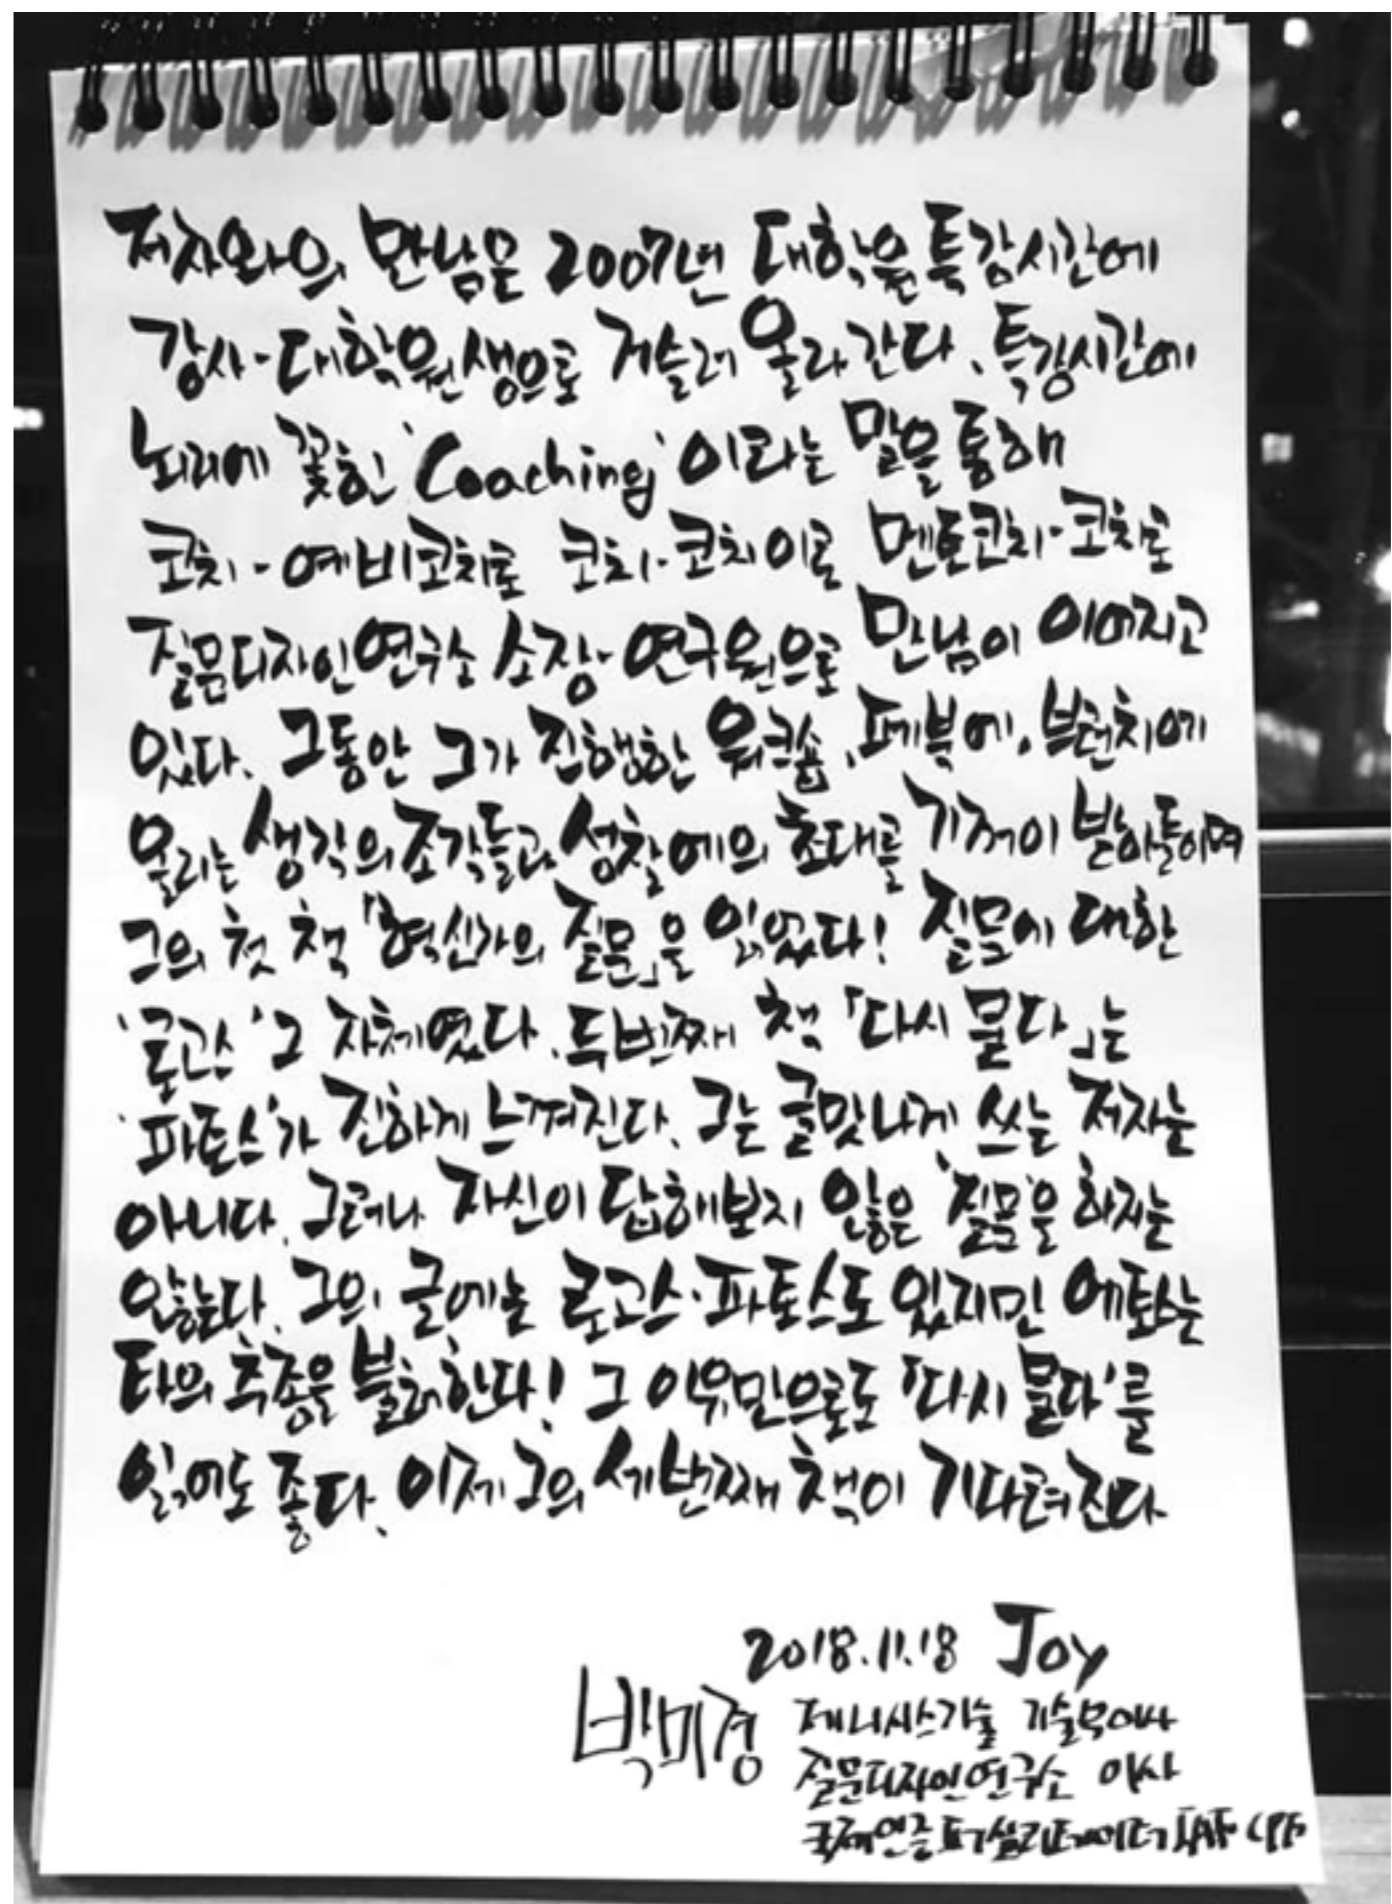 저자와의 만남은 2007년 대학원 특강시간에
강사-대학원생으로 거슬러 올라간다. 특강시간에
뇌리에 꽂힌 'Coaching'이라는 말을 통해
코치-예비코치로 코치-코치이로 멘토코치-코치로
질문디자인연구소 소장-연구원으로 만남이 이어지고
있다. 그동안 그가 진행한 워크숍, 페북에, 브런치에
올리는 생각의 조각들과 성찰에의 초대를 기꺼이 받아들이며
그의 첫 책 「혁신가의 질문」을 읽었다! 질문에 대한
'로고스' 그 자체였다. 두번째 책 「다시 묻다」는
'파토스'가 진하게 느껴진다. 그는 글맛나게 쓰는 저자는
아니다. 그러나 자신이 답해보지 않은 '질문'을 하지는
않는다. 그의 글에는 로고스·파토스도 있지만 에토스는
타의 추종을 불허한다! 그 이유만으로도 '다시 묻다'를
읽어도 좋다. 이제 그의 세번째 책이 기다려진다.
2018.11.18 Joy
박미경 제니시스기술 기술부이사
질문디자인연구소 이사
국제인증퍼실리테이터 IAF CPF